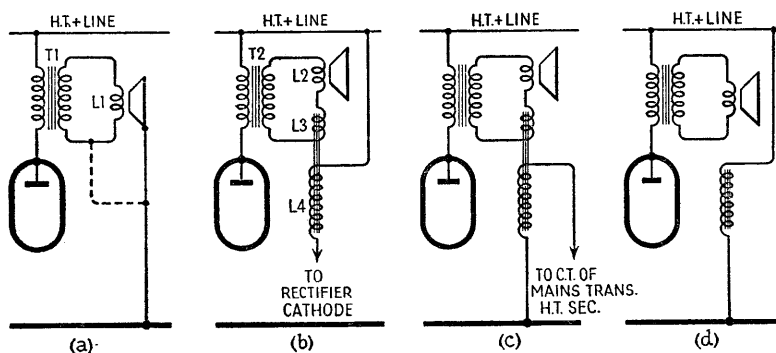 H.T.+ LINE
T1
L1
(a)
H.T.+ LINE
T2
L2
L3
L4
TO
RECTIFIER
CATHODE
(b)
H.T.+ LINE
TO C.T. OF
MAINS TRANS.
H.T. SEC.
(c)
H.T.+ LINE
(d)